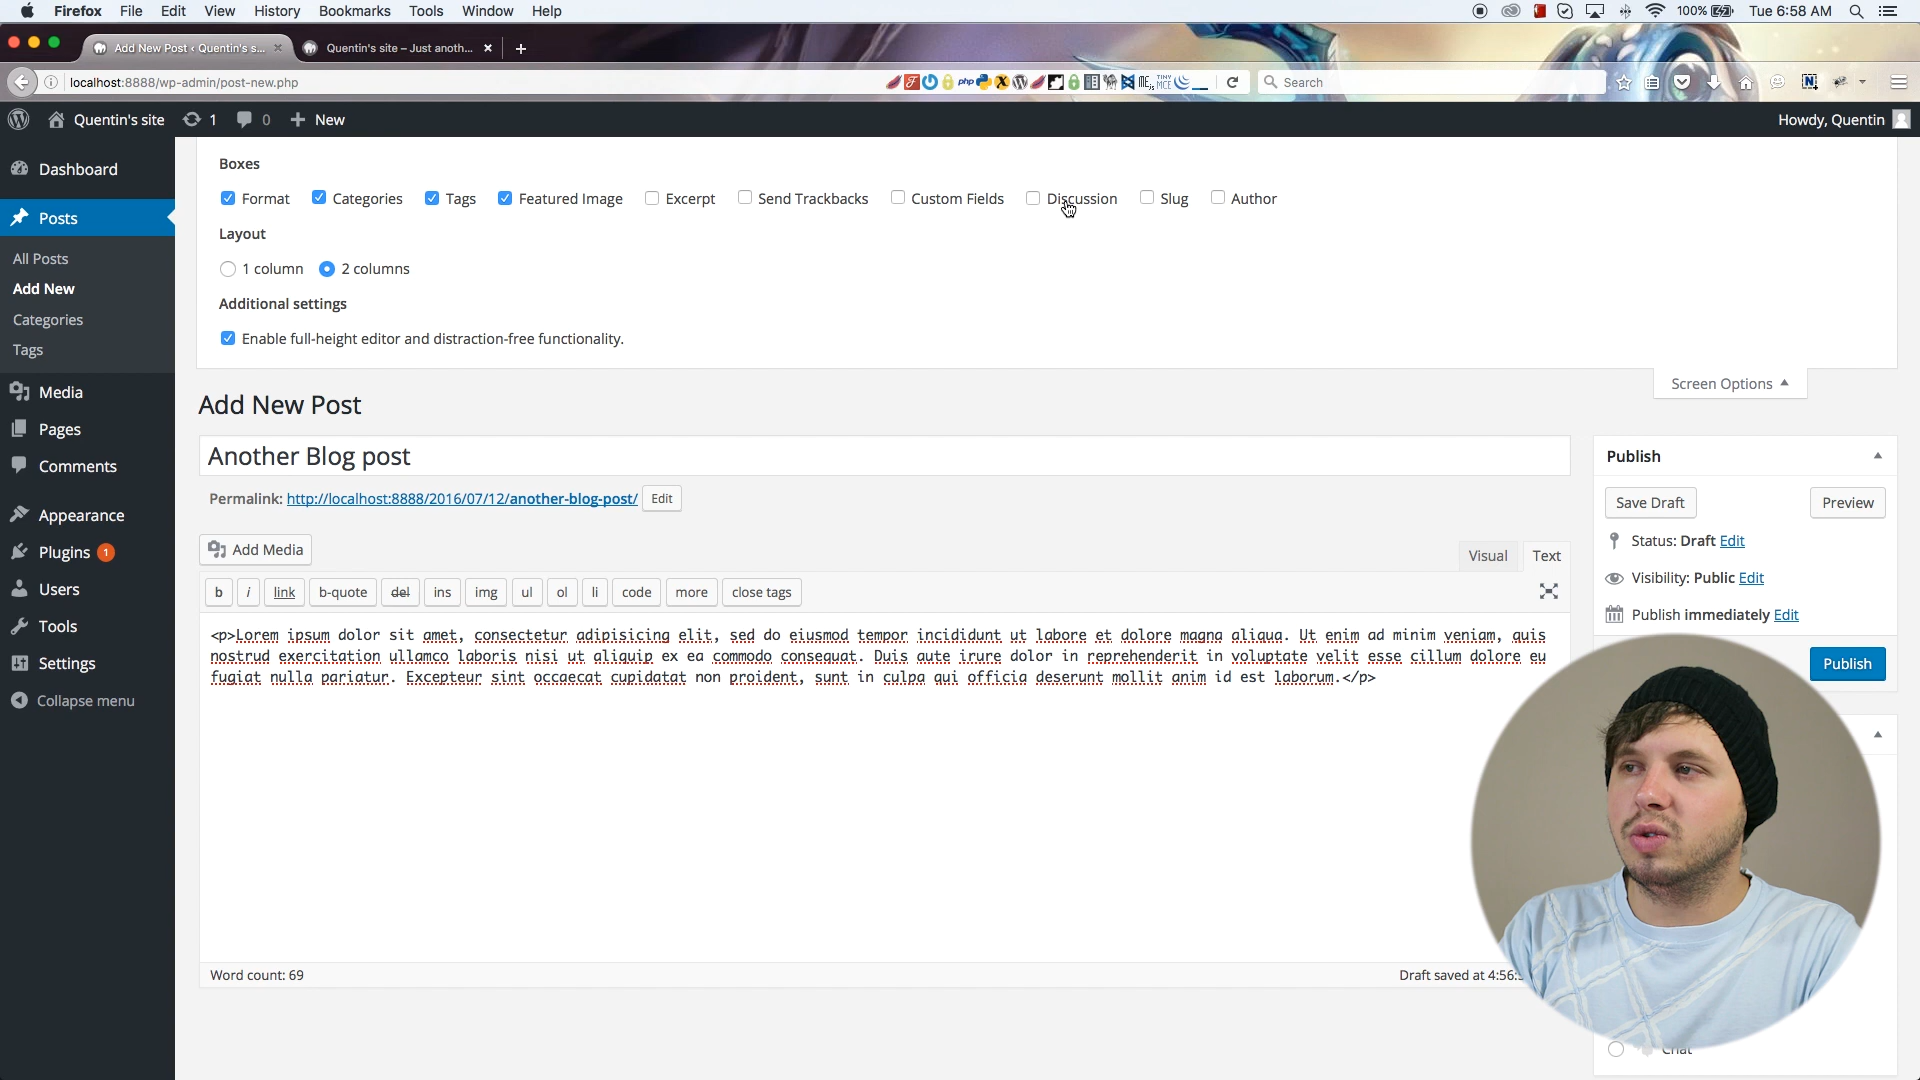 Firefox File Edit View History Bookmarks Tools Window Help 100% Tue 6:58 AM
Add New Post ‹ Quentin's s... Quentin's site – Just anoth...
localhost:8888/wp-admin/post-new.php php Search
Quentin's site 1 0 New Howdy, Quentin
Dashboard
Posts
All Posts
Add New
Categories
Tags
Media
Pages
Comments
Appearance
Plugins 1
Users
Tools
Settings
Collapse menu
Boxes
Format Categories Tags Featured Image Excerpt Send Trackbacks Custom Fields Discussion Slug Author
Layout
1 column 2 columns
Additional settings
Enable full-height editor and distraction-free functionality.
Screen Options
Add New Post
Another Blog post
Permalink: http://localhost:8888/2016/07/12/another-blog-post/ Edit
Add Media
Visual Text
b i link b-quote del ins img ul ol li code more close tags
<p>Lorem ipsum dolor sit amet, consectetur adipisicing elit, sed do eiusmod tempor incididunt ut labore et dolore magna aliqua. Ut enim ad minim veniam, quis
nostrud exercitation ullamco laboris nisi ut aliquip ex ea commodo consequat. Duis aute irure dolor in reprehenderit in voluptate velit esse cillum dolore eu
fugiat nulla pariatur. Excepteur sint occaecat cupidatat non proident, sunt in culpa qui officia deserunt mollit anim id est laborum.</p>
Word count: 69
Draft saved at 4:56:
Publish
Save Draft Preview
Status: Draft Edit
Visibility: Public Edit
Publish immediately Edit
Publish
Chat